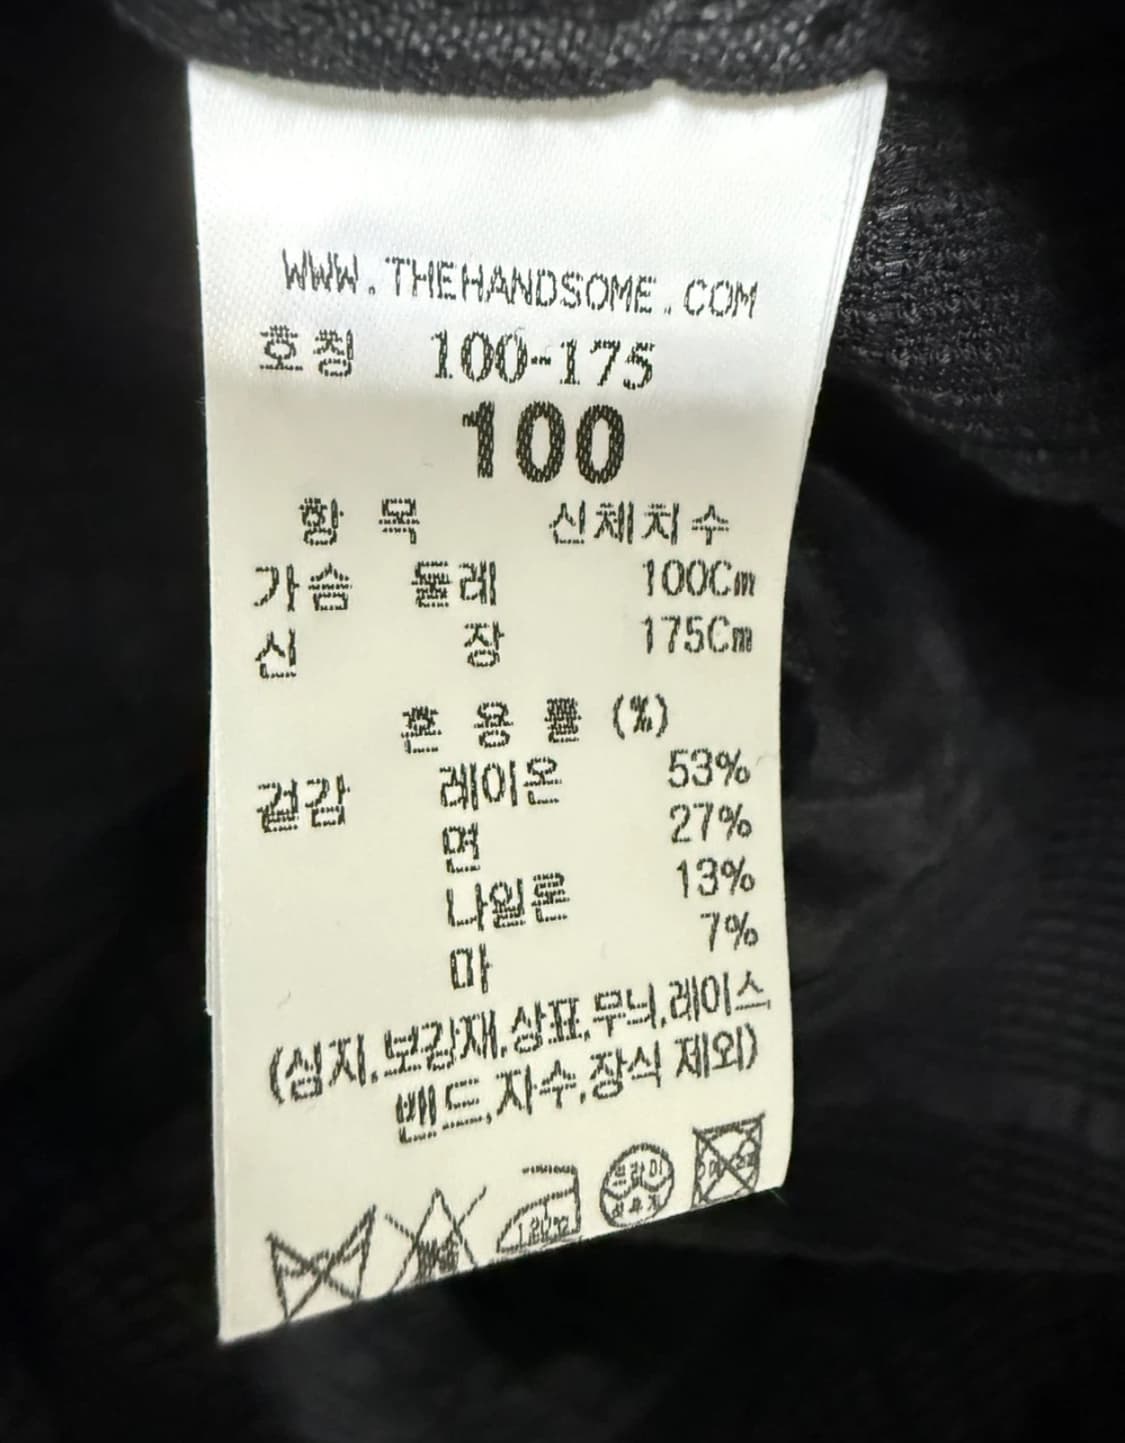 WWW.THEHANDSOME.COM
호칭 100-175
100
항 목 신체치수
가슴 둘레 100Cm
신 장 175Cm
혼 용 률 (%)
겉감 레이온 53%
면 27%
나일론 13%
마 7%
(심지,보강재,상표,무늬,레이스
밴드,자수,장식 제외)
드라이